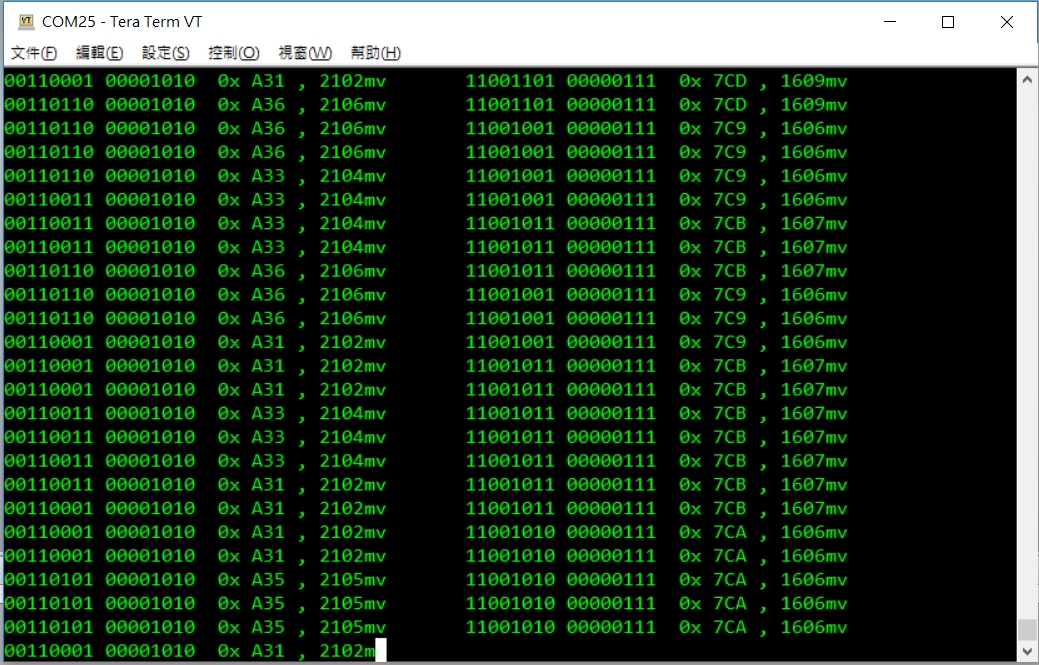 COM25 - Tera Term VT
文件(F) 編輯(E) 設定(S) 控制(O) 視窗(W) 幫助(H)
00110001 00001010 0x A31 , 2102mv 11001101 00000111 0x 7CD , 1609mv
00110110 00001010 0x A36 , 2106mv 11001101 00000111 0x 7CD , 1609mv
00110110 00001010 0x A36 , 2106mv 11001001 00000111 0x 7C9 , 1606mv
00110110 00001010 0x A36 , 2106mv 11001001 00000111 0x 7C9 , 1606mv
00110011 00001010 0x A33 , 2104mv 11001001 00000111 0x 7C9 , 1606mv
00110011 00001010 0x A33 , 2104mv 11001001 00000111 0x 7C9 , 1606mv
00110011 00001010 0x A33 , 2104mv 11001011 00000111 0x 7CB , 1607mv
00110011 00001010 0x A33 , 2104mv 11001011 00000111 0x 7CB , 1607mv
00110110 00001010 0x A36 , 2106mv 11001011 00000111 0x 7CB , 1607mv
00110110 00001010 0x A36 , 2106mv 11001001 00000111 0x 7C9 , 1606mv
00110110 00001010 0x A36 , 2106mv 11001001 00000111 0x 7C9 , 1606mv
00110001 00001010 0x A31 , 2102mv 11001001 00000111 0x 7C9 , 1606mv
00110001 00001010 0x A31 , 2102mv 11001011 00000111 0x 7CB , 1607mv
00110001 00001010 0x A31 , 2102mv 11001011 00000111 0x 7CB , 1607mv
00110011 00001010 0x A33 , 2104mv 11001011 00000111 0x 7CB , 1607mv
00110011 00001010 0x A33 , 2104mv 11001011 00000111 0x 7CB , 1607mv
00110011 00001010 0x A33 , 2104mv 11001011 00000111 0x 7CB , 1607mv
00110001 00001010 0x A31 , 2102mv 11001011 00000111 0x 7CB , 1607mv
00110001 00001010 0x A31 , 2102mv 11001011 00000111 0x 7CB , 1607mv
00110001 00001010 0x A31 , 2102mv 11001010 00000111 0x 7CA , 1606mv
00110001 00001010 0x A31 , 2102mv 11001010 00000111 0x 7CA , 1606mv
00110101 00001010 0x A35 , 2105mv 11001010 00000111 0x 7CA , 1606mv
00110101 00001010 0x A35 , 2105mv 11001010 00000111 0x 7CA , 1606mv
00110101 00001010 0x A35 , 2105mv 11001010 00000111 0x 7CA , 1606mv
00110001 00001010 0x A31 , 2102m